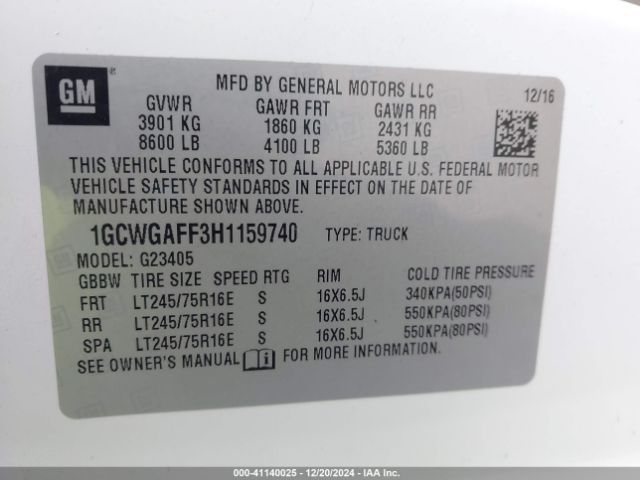 GM ®
MFD BY GENERAL MOTORS LLC
12/16
GVWR GAWR FRT GAWR RR
3901 KG 1860 KG 2431 KG
8600 LB 4100 LB 5360 LB
THIS VEHICLE CONFORMS TO ALL APPLICABLE U.S. FEDERAL MOTOR
VEHICLE SAFETY STANDARDS IN EFFECT ON THE DATE OF
MANUFACTURE SHOWN ABOVE.
1GCWGAFF3H1159740 TYPE: TRUCK
MODEL: G23405
GBBW TIRE SIZE SPEED RTG RIM COLD TIRE PRESSURE
FRT LT245/75R16E S 16X6.5J 340KPA(50PSI)
RR LT245/75R16E S 16X6.5J 550KPA(80PSI)
SPA LT245/75R16E S 16X6.5J 550KPA(80PSI)
SEE OWNER'S MANUAL FOR MORE INFORMATION.
000-41140025 - 12/20/2024 - IAA Inc.